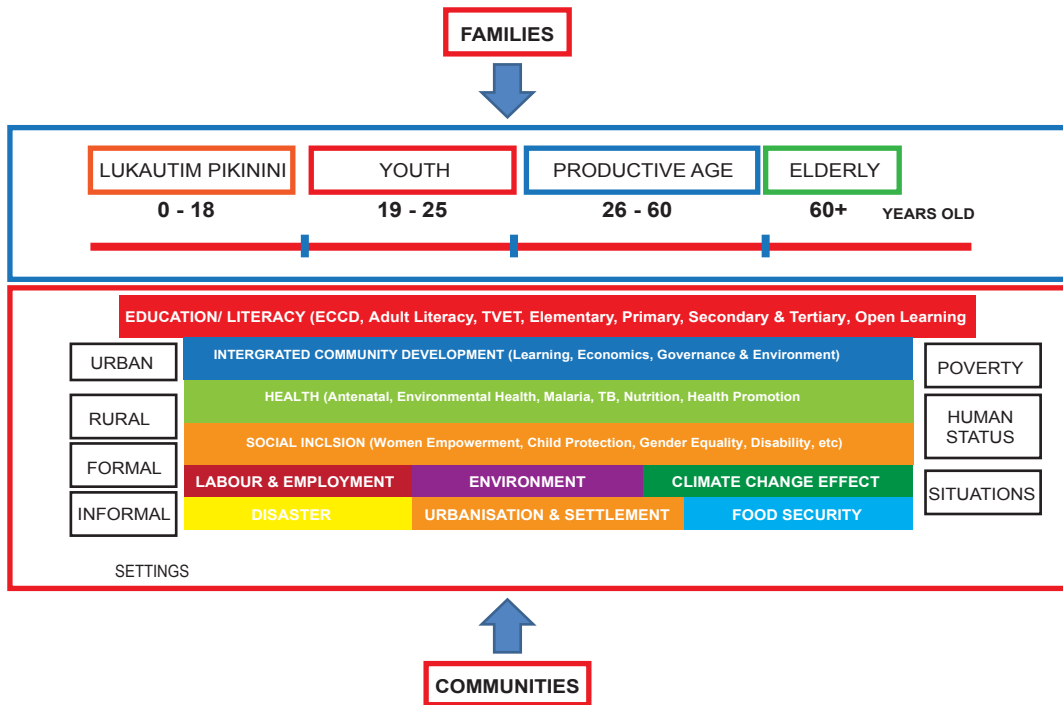 FAMILIES
LUKAUTIM PIKININI
YOUTH
PRODUCTIVE AGE
ELDERLY
0 - 18
19 - 25
26 - 60
60+
YEARS OLD
EDUCATION/ LITERACY (ECCD, Adult Literacy, TVET, Elementary, Primary, Secondary & Tertiary, Open Learning
URBAN
RURAL
FORMAL
INFORMAL
INTERGRATED COMMUNITY DEVELOPMENT (Learning, Economics, Governance & Environment)
HEALTH (Antenatal, Environmental Health, Malaria, TB, Nutrition, Health Promotion
SOCIAL INCLSION (Women Empowerment, Child Protection, Gender Equality, Disability, etc)
LABOUR & EMPLOYMENT
ENVIRONMENT
CLIMATE CHANGE EFFECT
DISASTER
URBANISATION & SETTLEMENT
FOOD SECURITY
POVERTY
HUMAN
STATUS
SITUATIONS
SETTINGS
COMMUNITIES